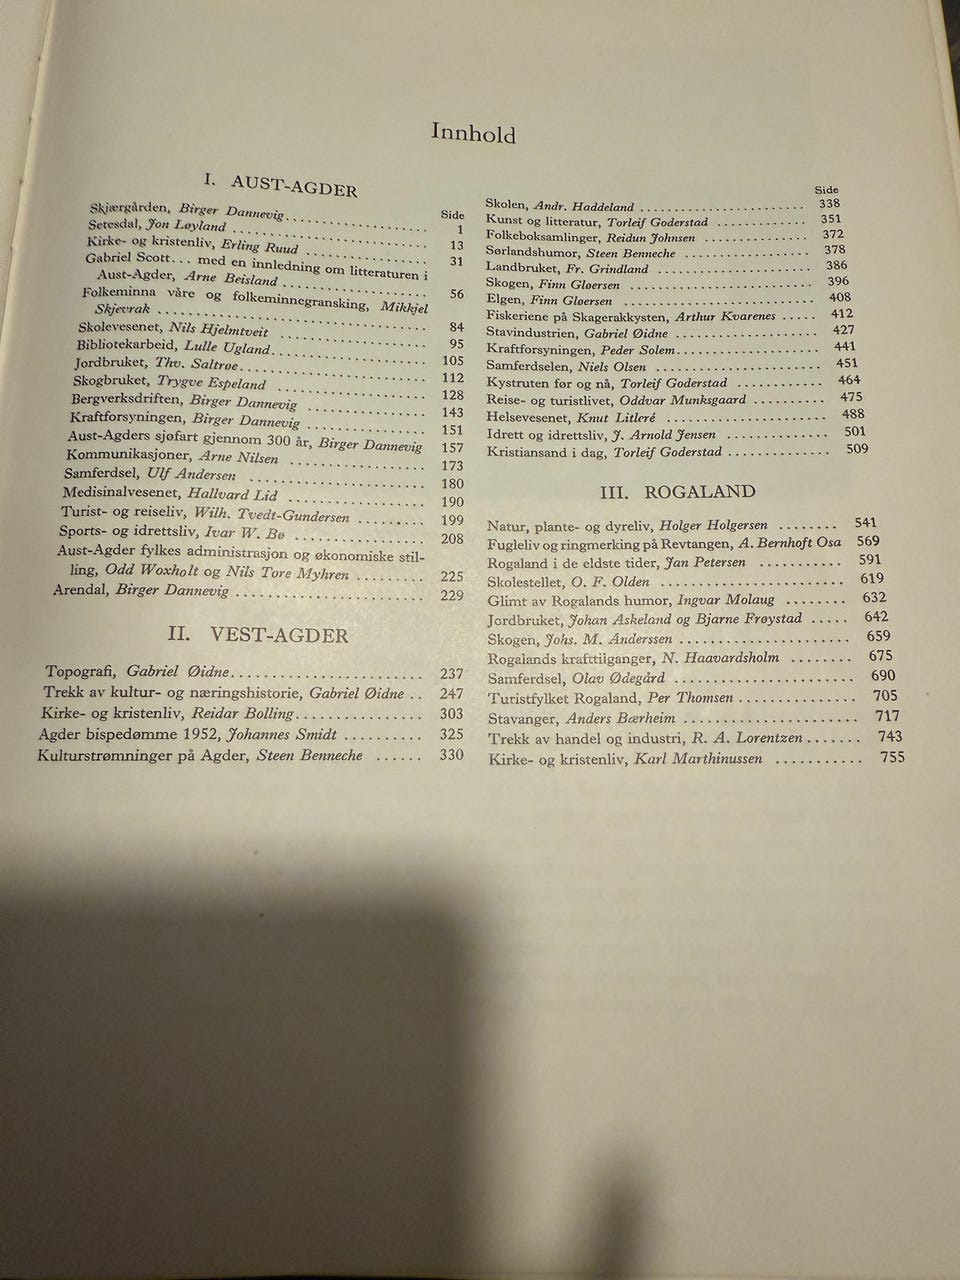 Innhold
I. AUST-AGDER
Side
Skjærgården, Birger Dannevig.................... 1
Setesdal, Jon Løyland .................... 13
Kirke- og kristenliv, Erling Ruud .................... 31
Gabriel Scott... med en innledning om litteraturen i
Aust-Agder, Arne Beisland .................... 56
Folkeminna våre og folkeminnegransking, Mikkjel
Skjevrak .................... 84
Skolevesenet, Nils Hjelmtveit .................... 95
Bibliotekarbeid, Lulle Ugland.................... 105
Jordbruket, Thv. Saltrøe.................... 112
Skogbruket, Trygve Espeland .................... 128
Bergverksdriften, Birger Dannevig .................... 143
Kraftforsyningen, Birger Dannevig .................... 151
Aust-Agders sjøfart gjennom 300 år, Birger Dannevig 157
Kommunikasjoner, Arne Nilsen .................... 173
Samferdsel, Ulf Andersen .................... 180
Medisinalvesenet, Hallvard Lid .................... 190
Turist- og reiseliv, Wilh. Tvedt-Gundersen ........ 199
Sports- og idrettsliv, Ivar W. Bø .................... 208
Aust-Agder fylkes administrasjon og økonomiske stil-
ling, Odd Woxholt og Nils Tore Myhren ......... 225
Arendal, Birger Dannevig .................... 229
II. VEST-AGDER
Topografi, Gabriel Øidne.................... 237
Trekk av kultur- og næringshistorie, Gabriel Øidne .. 247
Kirke- og kristenliv, Reidar Bolling................ 303
Agder bispedømme 1952, Johannes Smidt .......... 325
Kulturstrømninger på Agder, Steen Benneche ...... 330
Side
Skolen, Andr. Haddeland .................... 338
Kunst og litteratur, Torleif Goderstad ............ 351
Folkeboksamlinger, Reidun Johnsen .............. 372
Sørlandshumor, Steen Benneche ................. 378
Landbruket, Fr. Grindland .................... 386
Skogen, Finn Gløersen .................... 396
Elgen, Finn Gløersen .................... 408
Fiskeriene på Skagerakkysten, Arthur Kvarenes ..... 412
Stavindustrien, Gabriel Øidne .................... 427
Kraftforsyningen, Peder Solem.................... 441
Samferdselen, Niels Olsen .................... 451
Kystruten før og nå, Torleif Goderstad ........... 464
Reise- og turistlivet, Oddvar Munksgaard .......... 475
Helsevesenet, Knut Litleré .................... 488
Idrett og idrettsliv, J. Arnold Jensen ............. 501
Kristiansand i dag, Torleif Goderstad ............. 509
III. ROGALAND
Natur, plante- og dyreliv, Holger Holgersen ........ 541
Fugleliv og ringmerking på Revtangen, A. Bernhoft Osa 569
Rogaland i de eldste tider, Jan Petersen ........... 591
Skolestellet, O. F. Olden .................... 619
Glimt av Rogalands humor, Ingvar Molaug ........ 632
Jordbruket, Johan Askeland og Bjarne Frøystad ..... 642
Skogen, Johs. M. Anderssen .................... 659
Rogalands krafttilganger, N. Haavardsholm ........ 675
Samferdsel, Olav Ødegård .................... 690
Turistfylket Rogaland, Per Thomsen .............. 705
Stavanger, Anders Bærheim .................... 717
Trekk av handel og industri, R. A. Lorentzen....... 743
Kirke- og kristenliv, Karl Marthinussen ........... 755